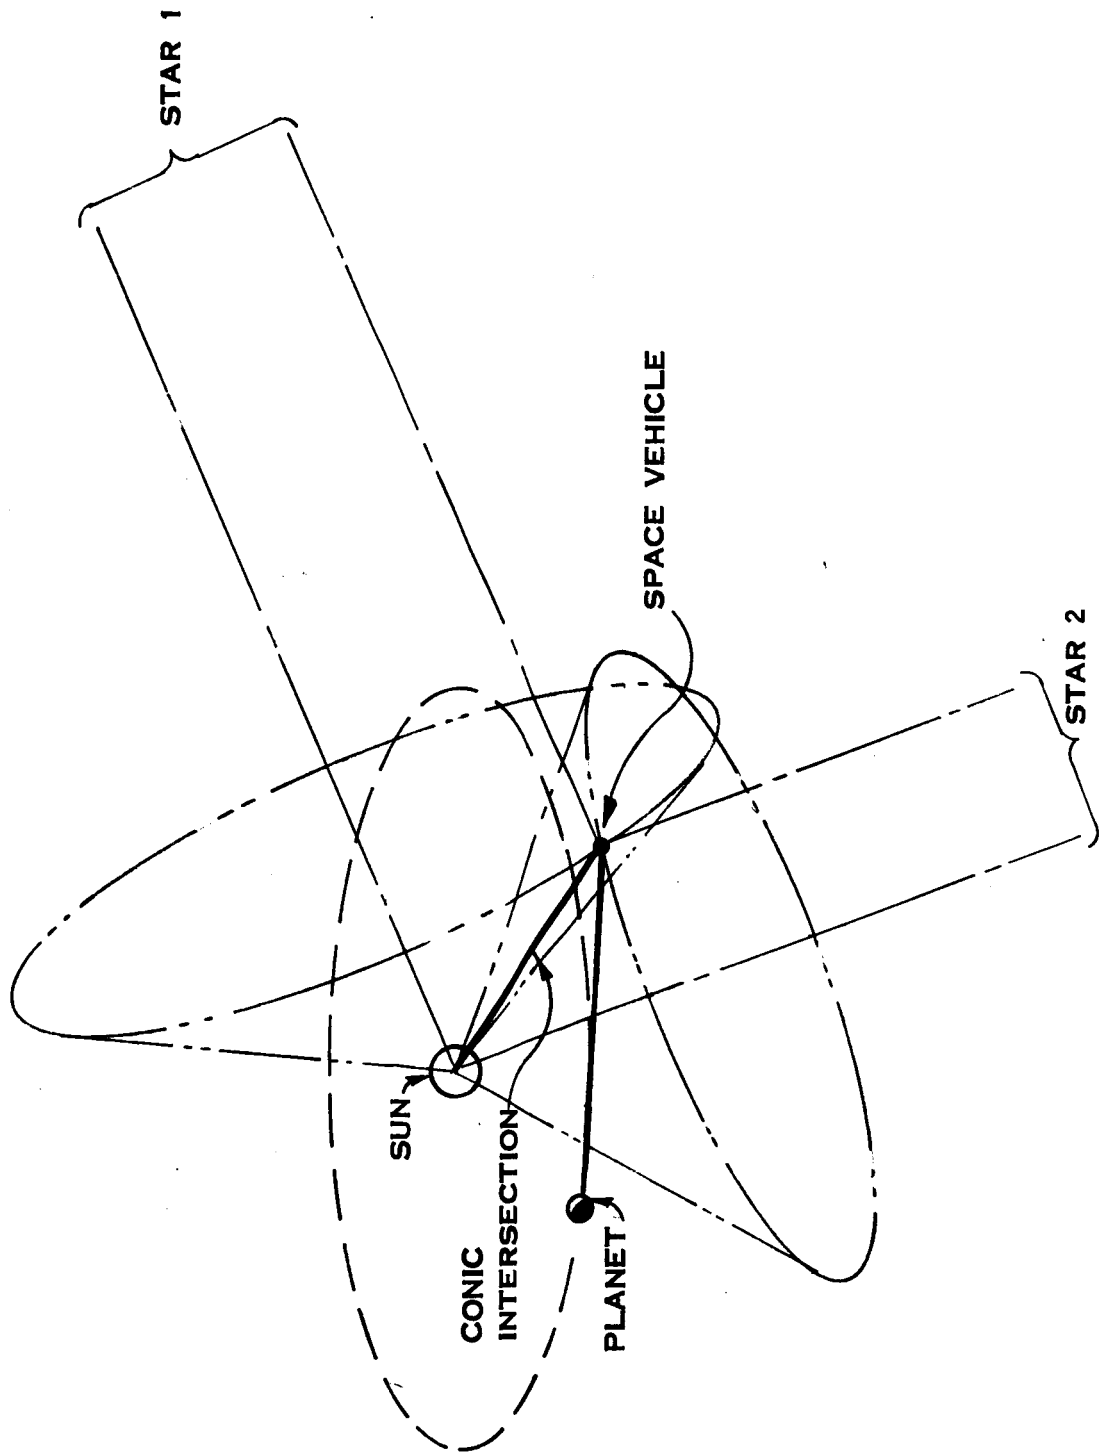 STAR 1
SPACE VEHICLE
STAR 2
SUN
CONIC
INTERSECTION
PLANET